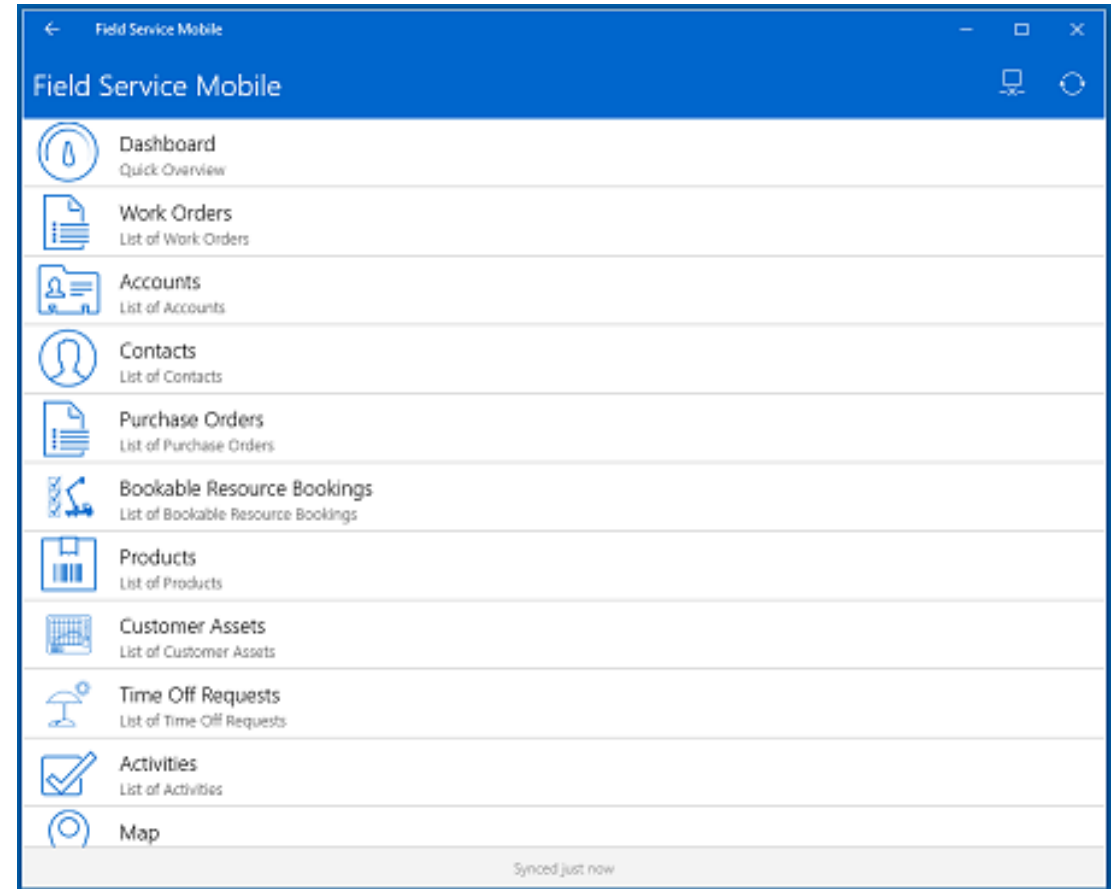 Field Service Mobile
Field Service Mobile
Dashboard
Quick Overview
Work Orders
List of Work Orders
Accounts
List of Accounts
Contacts
List of Contacts
Purchase Orders
List of Purchase Orders
Bookable Resource Bookings
List of Bookable Resource Bookings
Products
List of Products
Customer Assets
List of Customer Assets
Time Off Requests
List of Time Off Requests
Activities
List of Activities
Map
Synced just now